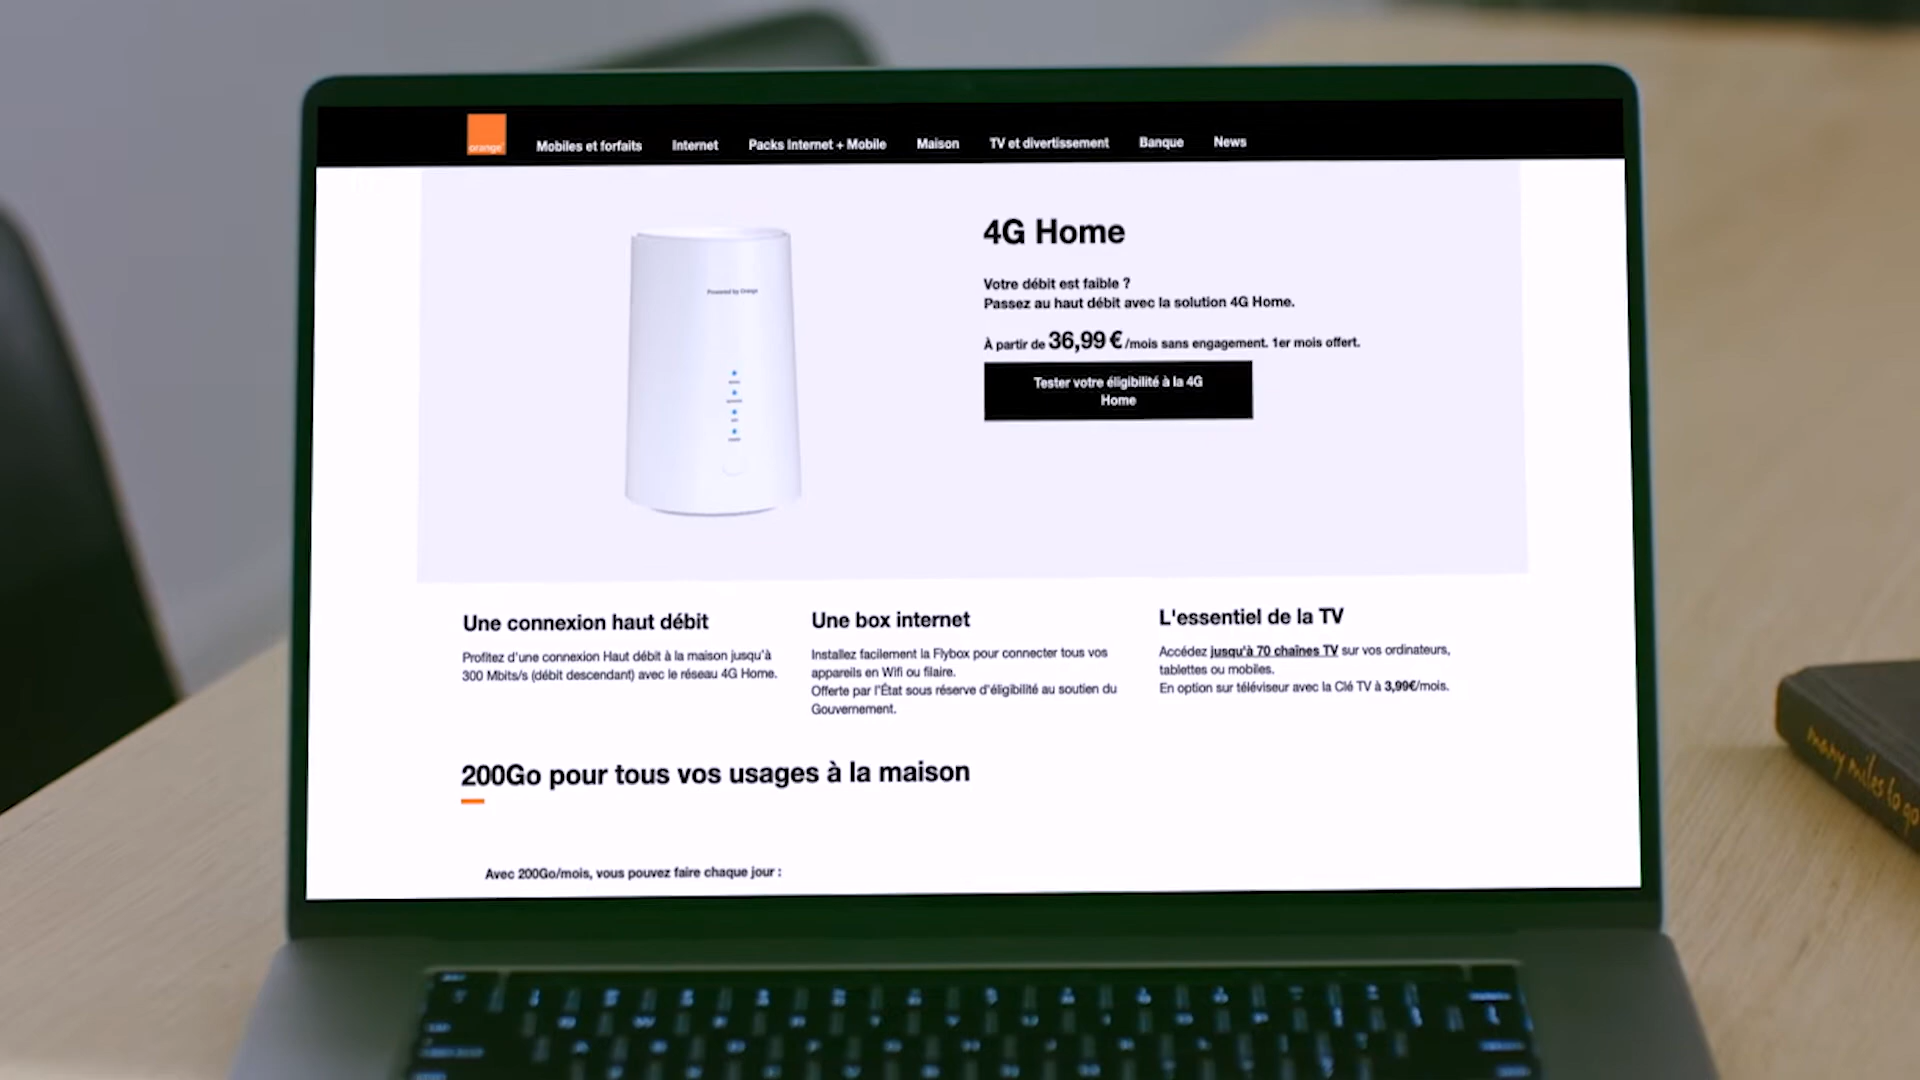 orange
Mobiles et forfaits Internet Packs Internet + Mobile Maison TV et divertissement Banque News
Powered by Orange
4G Home
Votre débit est faible ?
Passez au haut débit avec la solution 4G Home.
À partir de 36,99 €/mois sans engagement. 1er mois offert.
Tester votre éligibilité à la 4G
Home
Une connexion haut débit
Profitez d'une connexion Haut débit à la maison jusqu'à
300 Mbits/s (débit descendant) avec le réseau 4G Home.
Une box internet
Installez facilement la Flybox pour connecter tous vos
appareils en Wifi ou filaire.
Offerte par l'État sous réserve d'éligibilité au soutien du
Gouvernement.
L'essentiel de la TV
Accédez jusqu'à 70 chaînes TV sur vos ordinateurs,
tablettes ou mobiles.
En option sur téléviseur avec la Clé TV à 3,99€/mois.
200Go pour tous vos usages à la maison
Avec 200Go/mois, vous pouvez faire chaque jour :
many miles to go